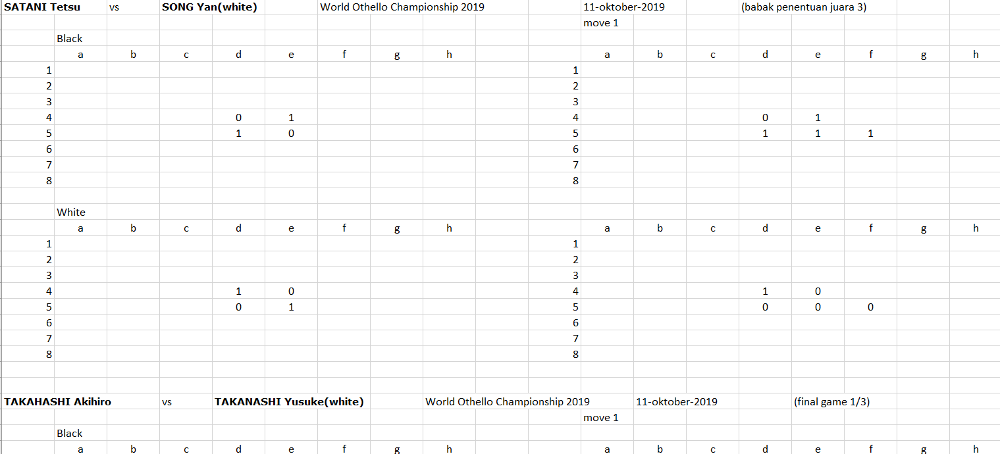 SATANI Tetsu vs SONG Yan(white) World Othello Championship 2019 11-oktober-2019 (babak penentuan juara 3)
move 1
Black
a b c d e f g h a b c d e f g h
1 1
2 2
3 3
4 0 1 4 0 1
5 1 0 5 1 1 1
6 6
7 7
8 8
White
a b c d e f g h a b c d e f g h
1 1
2 2
3 3
4 1 0 4 1 0
5 0 1 5 0 0 0
6 6
7 7
8 8
TAKAHASHI Akihiro vs TAKANASHI Yusuke(white) World Othello Championship 2019 11-oktober-2019 (final game 1/3)
move 1
Black
a b c d e f g h a b c d e f g h